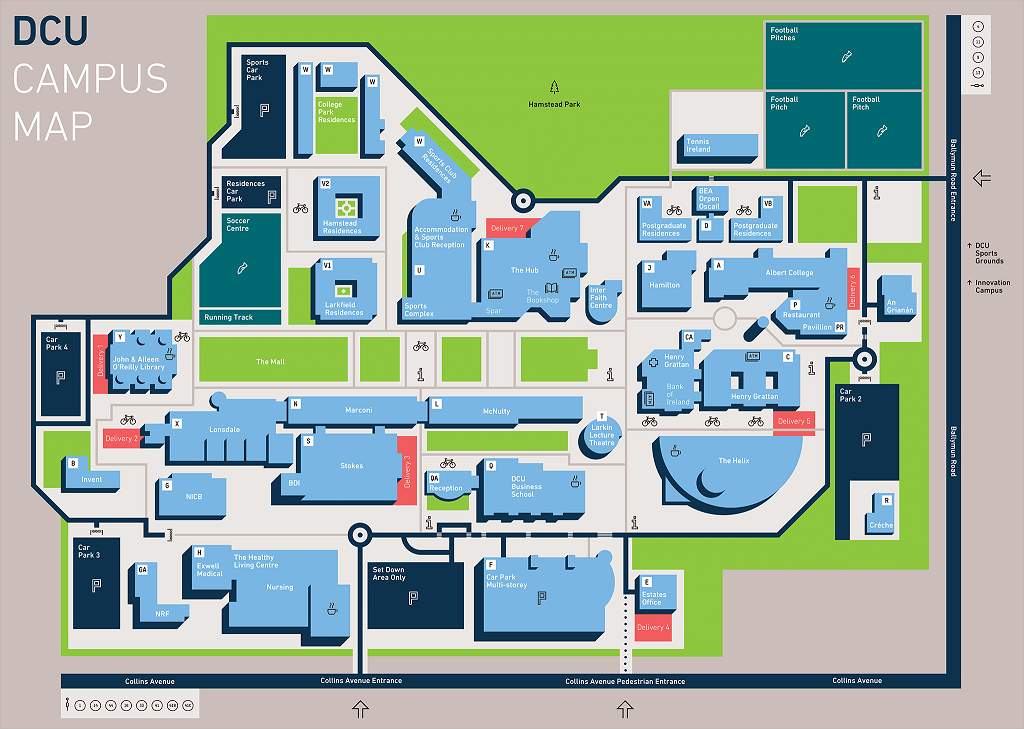 DCU
CAMPUS
MAP
Sports
Car
Park
W
W
W
College
Park
Residences
Hamstead Park
Football
Pitches
Football
Pitch
Football
Pitch
Tennis
Ireland
W
Sports Club
Residences
Residences
Car
Park
V2
Hamstead
Residences
Soccer
Centre
Running Track
V1
Larkfield
Residences
Accommodation
& Sports
Club Reception
U
Sports
Complex
Delivery 7
K
The Hub
ATM
ATM
The
Bookshop
Spar
Inter
Faith
Centre
BEA
Orpen
Oscail
VA
Postgraduate
Residences
D
VB
Postgraduate
Residences
Ballymun Road Entrance
DCU
Sports
Grounds
Innovation
Campus
J
Hamilton
A
Albert College
Delivery 6
P
Restaurant
Pavillion
PR
An
Grianán
Car
Park 4
Delivery 1
Y
John & Aileen
O'Reilly Library
The Mall
CA
Henry
Grattan
Bank
of
Ireland
ATM
C
Henry Grattan
Car
Park 2
Delivery 5
Delivery 2
X
Lonsdale
N
Marconi
L
McNulty
T
Larkin
Lecture
Theatre
S
Stokes
BDI
Delivery 3
B
Invent
G
NICB
QA
Reception
Q
DCU
Business
School
The Helix
Ballymun Road
R
Créche
Car
Park 3
GA
NRF
H
Exwell
Medical
The Healthy
Living Centre
Nursing
Set Down
Area Only
F
Car Park
Multi-storey
E
Estates
Office
Delivery 4
Collins Avenue
Collins Avenue Entrance
Collins Avenue Pedestrian Entrance
Collins Avenue